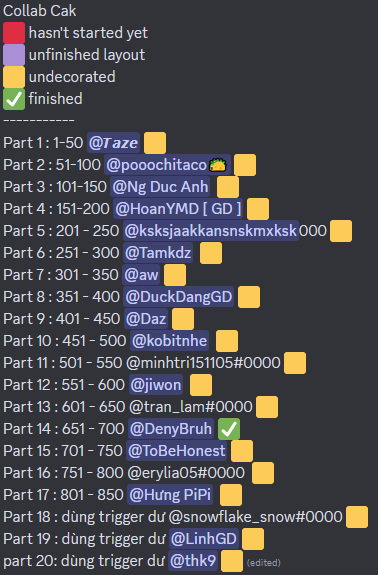 Collab Cak
hasn't started yet
unfinished layout
undecorated
finished
-----------
Part 1 : 1-50 @𝑻𝒂𝒛𝒆
Part 2 : 51-100 @pooochitaco🌮
Part 3 : 101-150 @Ng Duc Anh
Part 4 : 151-200 @HoanYMD [ GD ]
Part 5 : 201 - 250 @ksksjaakkansnskmxksk000
Part 6 : 251 - 300 @Tamkdz
Part 7 : 301 - 350 @aw
Part 8 : 351 - 400 @DuckDangGD
Part 9 : 401 - 450 @Daz
Part 10 : 451 - 500 @kobitnhe
Part 11 : 501 - 550 @minhtri151105#0000
Part 12 : 551 - 600 @jiwon
Part 13 : 601 - 650 @tran_lam#0000
Part 14 : 651 - 700 @DenyBruh
Part 15 : 701 - 750 @ToBeHonest
Part 16 : 751 - 800 @erylia05#0000
Part 17 : 801 - 850 @Hưng PiPi
Part 18 : dùng trigger dư @snowflake_snow#0000
Part 19 : dùng trigger dư @LinhGD
part 20: dùng trigger dư @thk9 (edited)